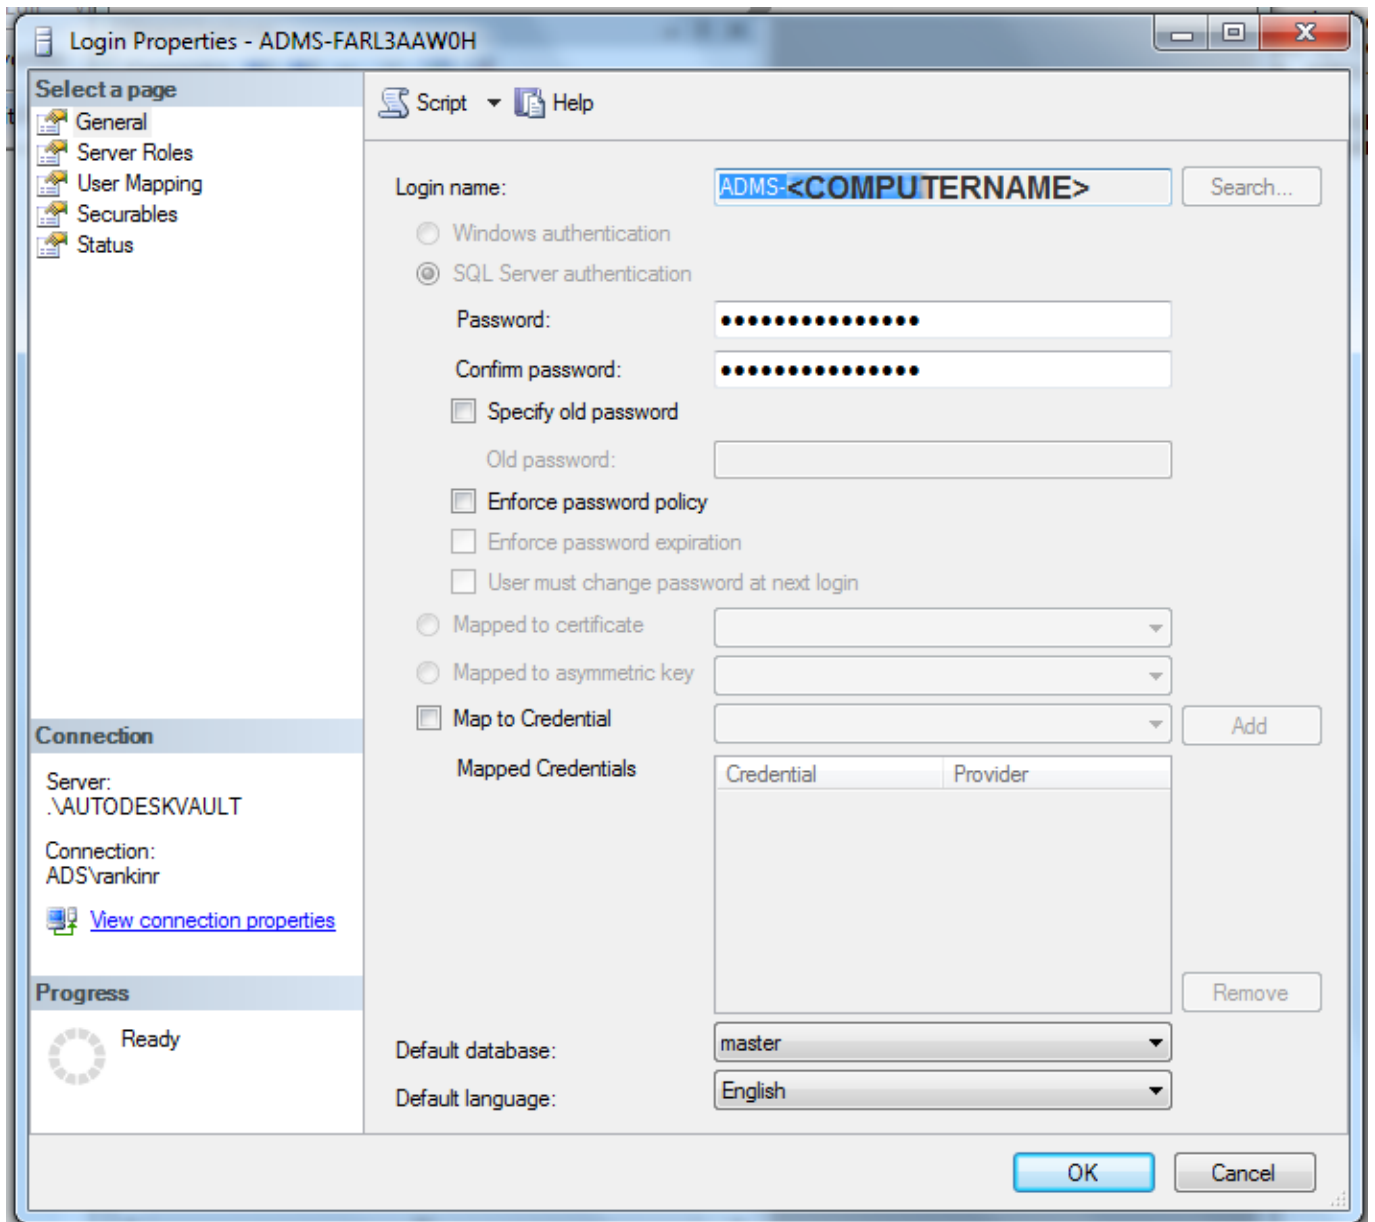 Login Properties - ADMS-FARL3AAW0H
Select a page
General
Server Roles
User Mapping
Securables
Status
Script
Help
Login name:
ADMS-<COMPUTERNAME>
Search...
Windows authentication
SQL Server authentication
Password:
●●●●●●●●●●●●●●●
Confirm password:
●●●●●●●●●●●●●●●
Specify old password
Old password:
Enforce password policy
Enforce password expiration
User must change password at next login
Mapped to certificate
Mapped to asymmetric key
Map to Credential
Add
Mapped Credentials
Credential
Provider
Remove
Default database:
master
Default language:
English
Connection
Server:
.\AUTODESKVAULT
Connection:
ADS\rankinr
View connection properties
Progress
Ready
OK
Cancel